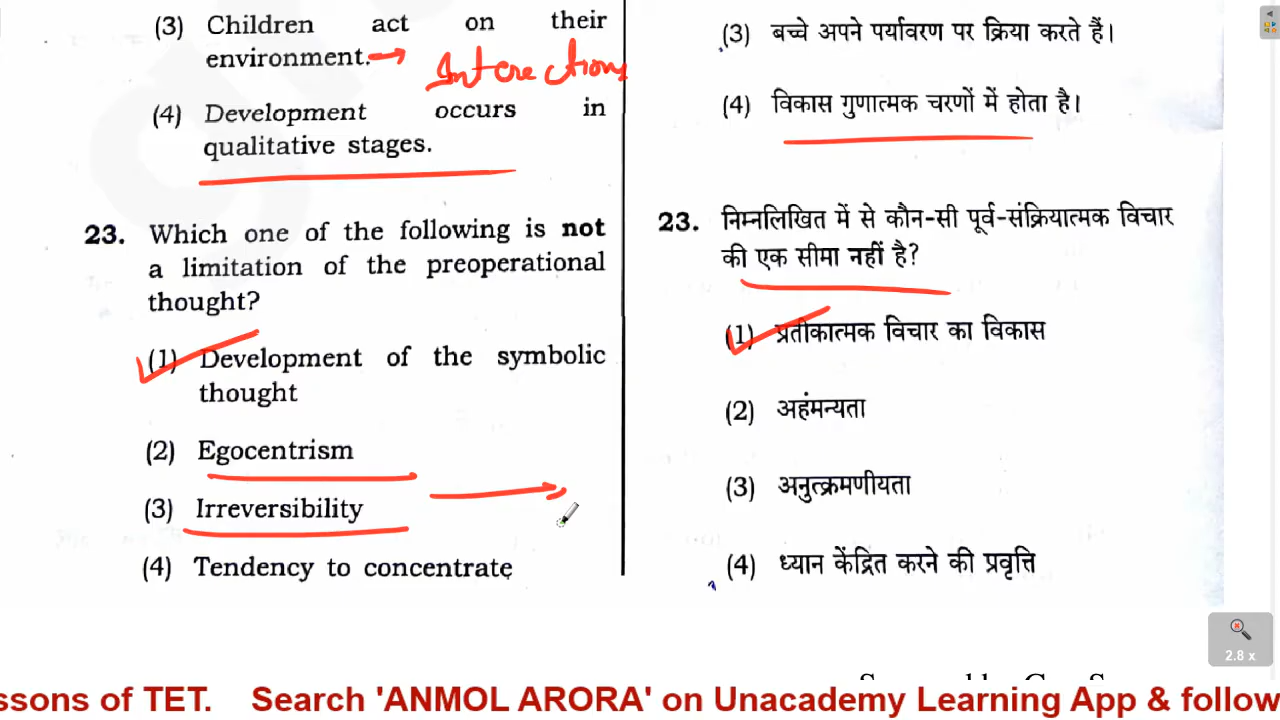 (3) Children act on their
environment. → Interections
(4) Development occurs in
qualitative stages.
23. Which one of the following is not
a limitation of the preoperational
thought?
(1) Development of the symbolic
thought
(2) Egocentrism
(3) Irreversibility
(4) Tendency to concentrate
(3) बच्चे अपने पर्यावरण पर क्रिया करते हैं।
(4) विकास गुणात्मक चरणों में होता है।
23. निम्नलिखित में से कौन-सी पूर्व-संक्रियात्मक विचार
की एक सीमा नहीं है?
(1) प्रतीकात्मक विचार का विकास
(2) अहंमन्यता
(3) अनुत्क्रमणीयता
(4) ध्यान केंद्रित करने की प्रवृत्ति
2.8 x
ssons of TET. Search 'ANMOL ARORA' on Unacademy Learning App & follow